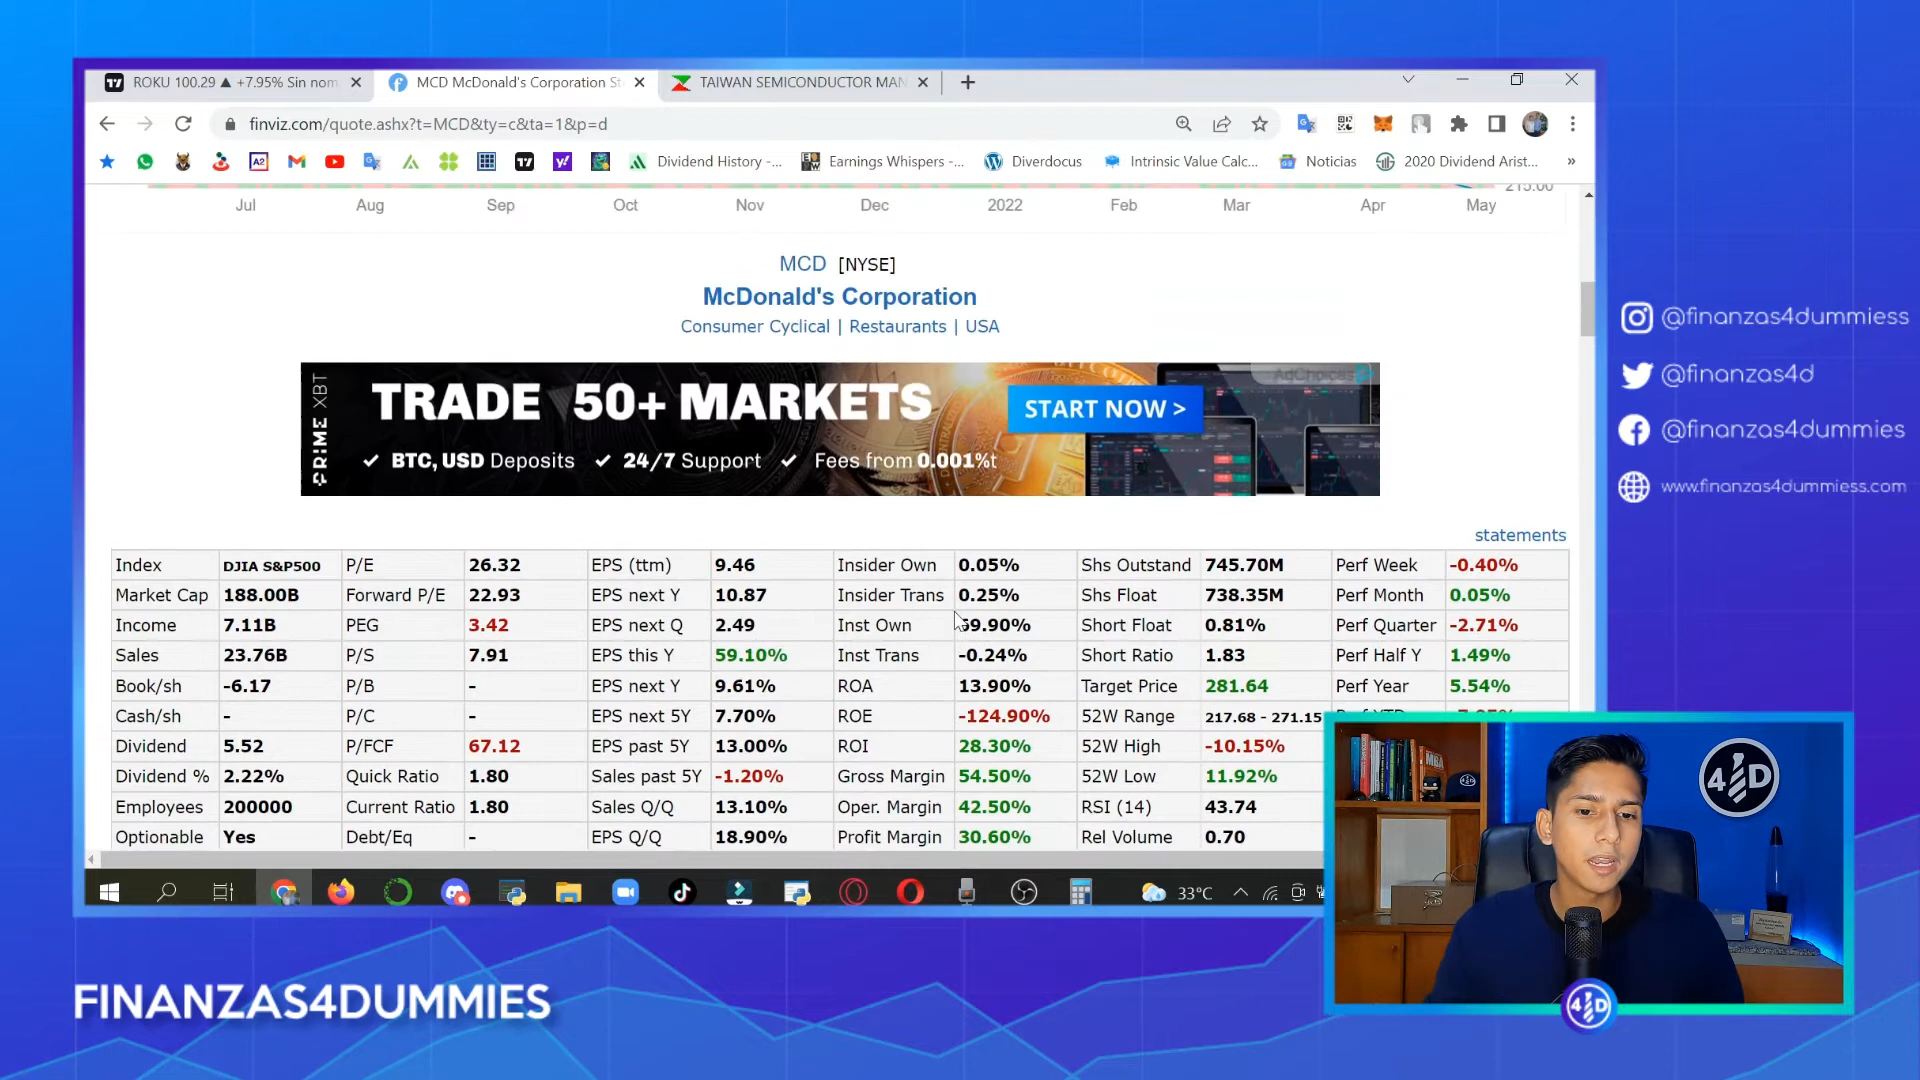 ROKU 100.29 ▲ +7.95% Sin nom
MCD McDonald's Corporation St
TAIWAN SEMICONDUCTOR MAN
finviz.com/quote.ashx?t=MCD&ty=c&ta=1&p=d
Dividend History -... Earnings Whispers -... Diverdocus Intrinsic Value Calc... Noticias 2020 Dividend Arist... »
215.00
Jul Aug Sep Oct Nov Dec 2022 Feb Mar Apr May
MCD [NYSE]
McDonald's Corporation
Consumer Cyclical | Restaurants | USA
PRIME XBT
TRADE 50+ MARKETS
START NOW >
AdChoices
BTC, USD Deposits 24/7 Support Fees from 0.001%t
statements
Index DJIA S&P500 P/E 26.32 EPS (ttm) 9.46 Insider Own 0.05% Shs Outstand 745.70M Perf Week -0.40%
Market Cap 188.00B Forward P/E 22.93 EPS next Y 10.87 Insider Trans 0.25% Shs Float 738.35M Perf Month 0.05%
Income 7.11B PEG 3.42 EPS next Q 2.49 Inst Own 69.90% Short Float 0.81% Perf Quarter -2.71%
Sales 23.76B P/S 7.91 EPS this Y 59.10% Inst Trans -0.24% Short Ratio 1.83 Perf Half Y 1.49%
Book/sh -6.17 P/B - EPS next Y 9.61% ROA 13.90% Target Price 281.64 Perf Year 5.54%
Cash/sh - P/C - EPS next 5Y 7.70% ROE -124.90% 52W Range 217.68 - 271.15
Dividend 5.52 P/FCF 67.12 EPS past 5Y 13.00% ROI 28.30% 52W High -10.15%
Dividend % 2.22% Quick Ratio 1.80 Sales past 5Y -1.20% Gross Margin 54.50% 52W Low 11.92%
Employees 200000 Current Ratio 1.80 Sales Q/Q 13.10% Oper. Margin 42.50% RSI (14) 43.74
Optionable Yes Debt/Eq - EPS Q/Q 18.90% Profit Margin 30.60% Rel Volume 0.70
33°C
@finanzas4dummiess
@finanzas4d
@finanzas4dummies
www.finanzas4dummiess.com
MBA
4D
4D
FINANZAS4DUMMIES